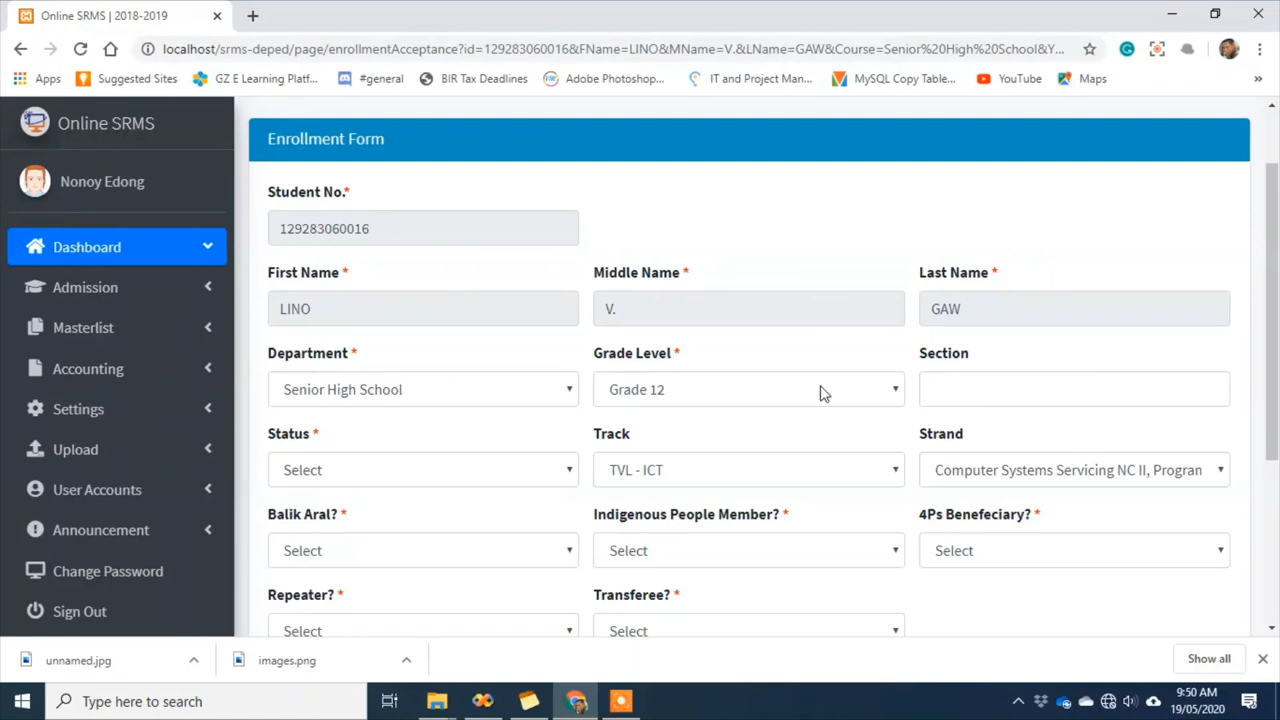 Online SRMS | 2018-2019
localhost/srms-deped/page/enrollmentAcceptance?id=129283060016&FName=LINO&MName=V.&LName=GAW&Course=Senior%20High%20School&Y...
Apps Suggested Sites GZ E Learning Platf... #general BIR Tax Deadlines Adobe Photoshop... IT and Project Man... MySQL Copy Table... YouTube Maps »
Online SRMS
Nonoy Edong
Dashboard
Admission
Masterlist
Accounting
Settings
Upload
User Accounts
Announcement
Change Password
Sign Out
Enrollment Form
Student No.*
129283060016
First Name * Middle Name * Last Name *
LINO V. GAW
Department * Grade Level * Section
Senior High School Grade 12
Status * Track Strand
Select TVL - ICT Computer Systems Servicing NC II, Progran
Balik Aral? * Indigenous People Member? * 4Ps Benefeciary? *
Select Select Select
Repeater? * Transferee? *
Select Select
unnamed.jpg images.png Show all
Type here to search
9:50 AM
19/05/2020